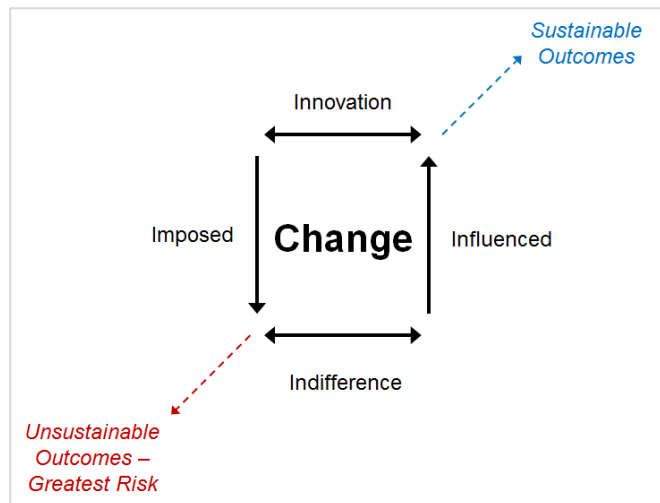 Sustainable
Outcomes
Innovation
Imposed
Change
Influenced
Indifference
Unsustainable
Outcomes –
Greatest Risk